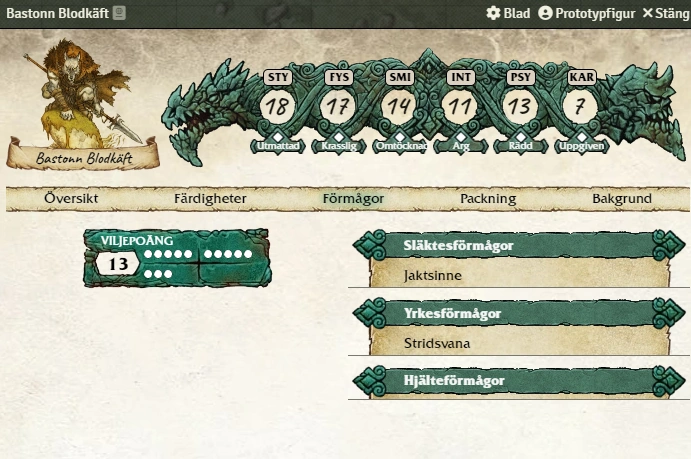 Bastonn Blodkäft
Blad Prototypfigur Stäng
STY FYS SMI INT PSY KAR
18 17 14 11 13 7
Utmattad Krasslig Omtöcknad Arg Rädd Uppgiven
Bastonn Blodkäft
Översikt Färdigheter Förmågor Packning Bakgrund
VILJEPOÄNG
13
Släktesförmågor
Jaktsinne
Yrkesförmågor
Stridsvana
Hjälteförmågor